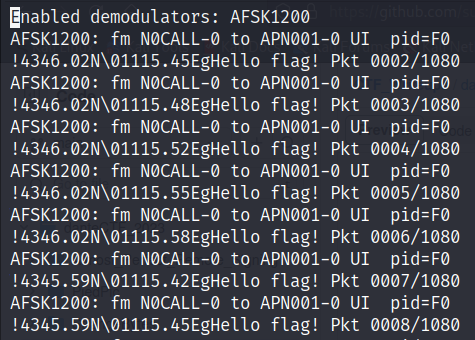 Enabled demodulators: AFSK1200
AFSK1200: fm N0CALL-0 to APN001-0 UI  pid=F0
!4346.02N\01115.45EgHello flag! Pkt 0002/1080
AFSK1200: fm N0CALL-0 to APN001-0 UI  pid=F0
!4346.02N\01115.48EgHello flag! Pkt 0003/1080
AFSK1200: fm N0CALL-0 to APN001-0 UI  pid=F0
!4346.02N\01115.52EgHello flag! Pkt 0004/1080
AFSK1200: fm N0CALL-0 to APN001-0 UI  pid=F0
!4346.02N\01115.55EgHello flag! Pkt 0005/1080
AFSK1200: fm N0CALL-0 to APN001-0 UI  pid=F0
!4346.02N\01115.58EgHello flag! Pkt 0006/1080
AFSK1200: fm N0CALL-0 to APN001-0 UI  pid=F0
!4345.59N\01115.42EgHello flag! Pkt 0007/1080
AFSK1200: fm N0CALL-0 to APN001-0 UI  pid=F0
!4345.59N\01115.45EgHello flag! Pkt 0008/1080